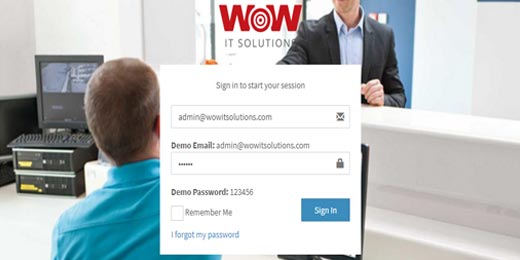 WOW
IT SOLUTIONS
Sign in to start your session
admin@wowitsolutions.com
Demo Email: admin@wowitsolutions.com
••••••
Demo Password: 123456
Remember Me
Sign In
I forgot my password